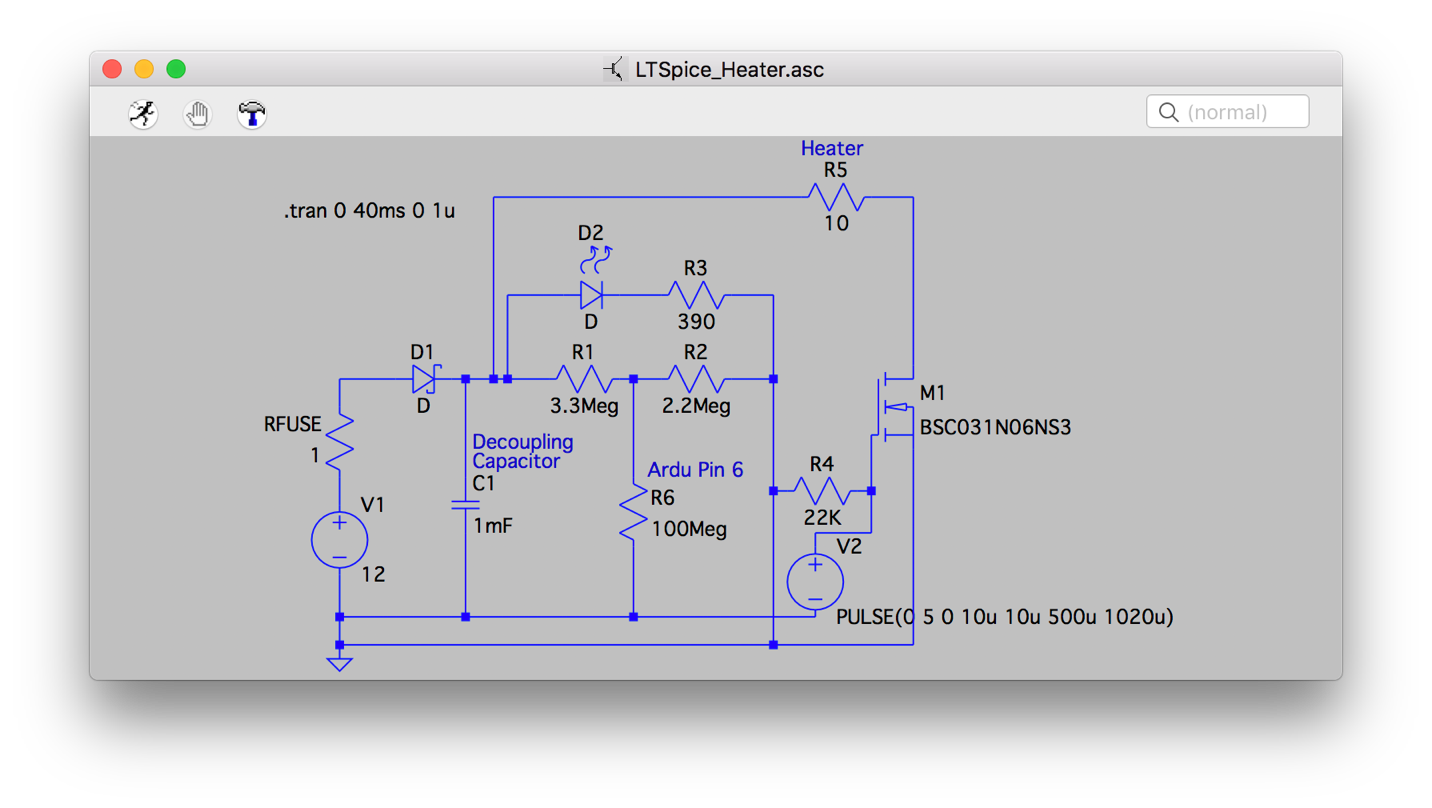 LTSpice_Heater.asc
(normal)
Heater
R5
10
.tran 0 40ms 0 1u
D2
D
R3
390
D1
D
R1
3.3Meg
R2
2.2Meg
M1
BSC031N06NS3
RFUSE
1
Decoupling
Capacitor
C1
1mF
Ardu Pin 6
R6
100Meg
R4
22K
V1
+
−
12
V2
+
−
PULSE(0 5 0 10u 10u 500u 1020u)